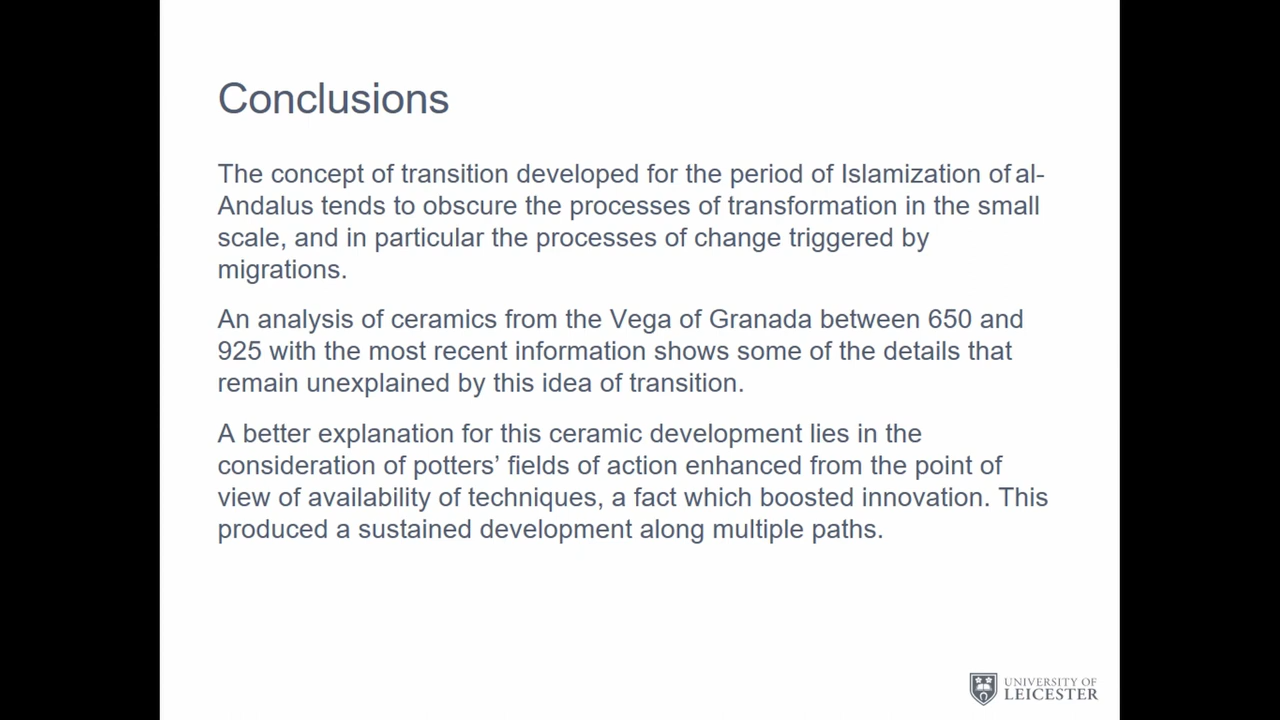 Conclusions
The concept of transition developed for the period of Islamization of al-
Andalus tends to obscure the processes of transformation in the small
scale, and in particular the processes of change triggered by
migrations.
An analysis of ceramics from the Vega of Granada between 650 and
925 with the most recent information shows some of the details that
remain unexplained by this idea of transition.
A better explanation for this ceramic development lies in the
consideration of potters’ fields of action enhanced from the point of
view of availability of techniques, a fact which boosted innovation. This
produced a sustained development along multiple paths.
UNIVERSITY OF
LEICESTER